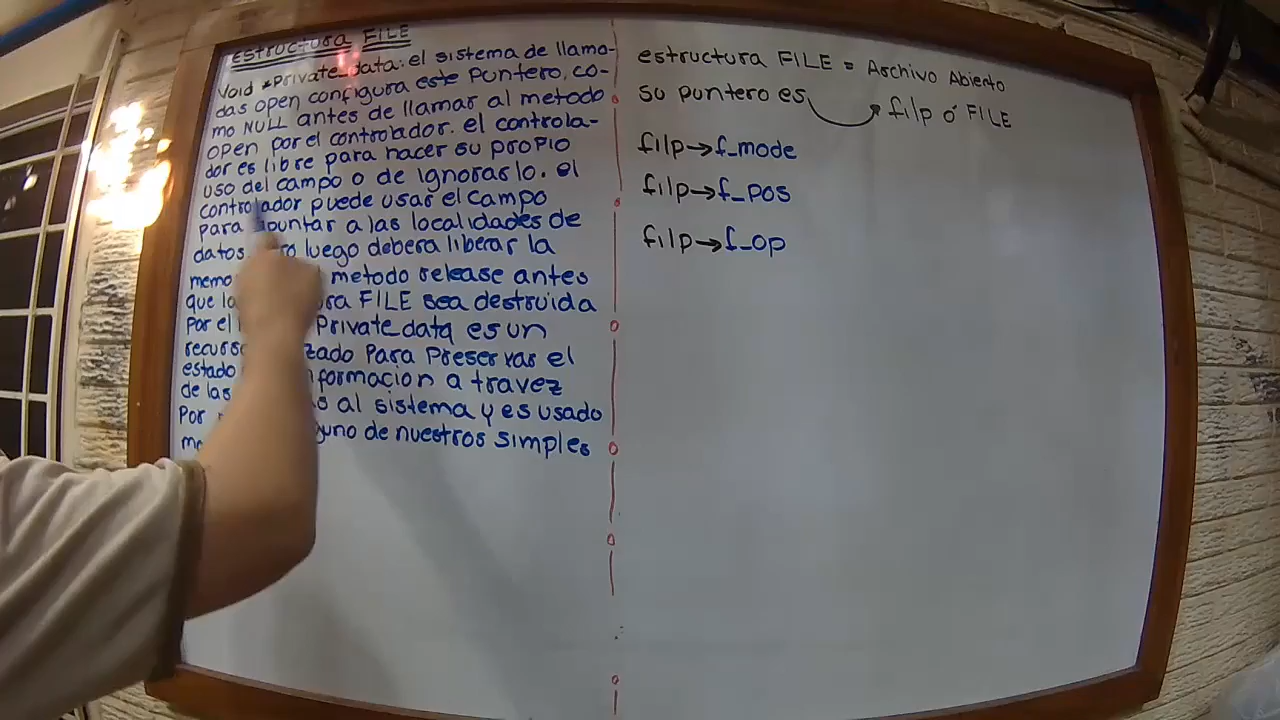 estructura FILE
void *private_data: el sistema de llama-
das open configura este puntero, co-
mo NULL antes de llamar al metodo
open por el controlador. el controla-
dor es libre para hacer su propio
uso del campo o de ignorarlo. el
controlador puede usar el campo
para apuntar a las localidades de
datos luego debera liberar la
memo metodo release antes
que la FILE sea destruida
Por el Private_data es un
recurso Para Preservar el
estado a travez
de las al sistema y es usado
Por
de nuestros simples
estructura FILE = Archivo Abierto
su puntero es filp ó FILE
filp→f_mode
filp→f_pos
filp→f_op